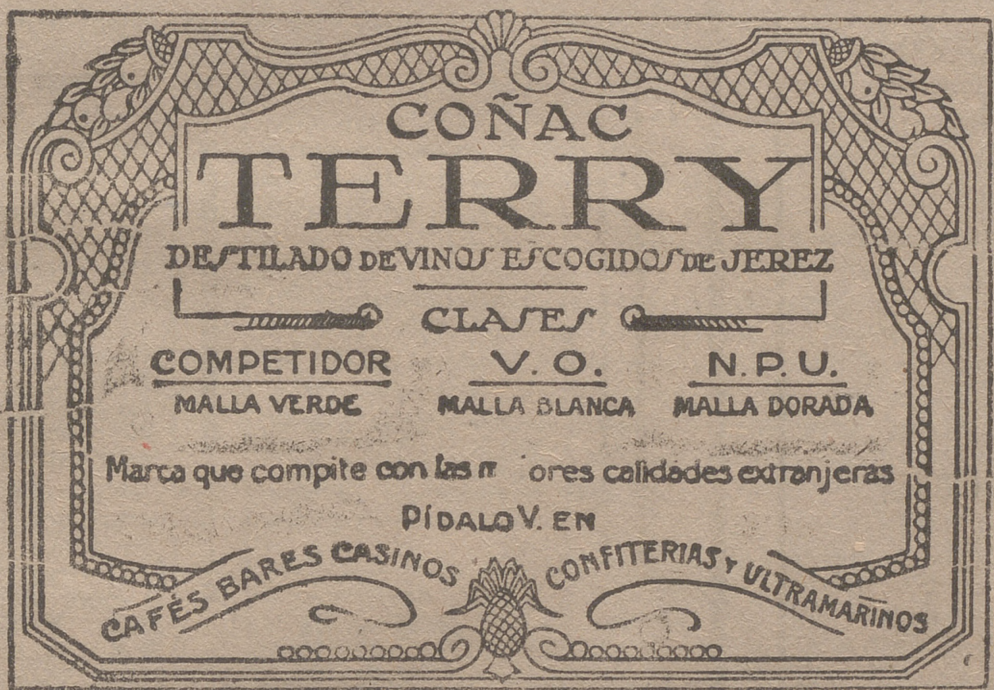 COÑAC
TERRY
DESTILADO DE VINOS ESCOGIDOS DE JEREZ
CLASES
COMPETIDOR V. O. N. P. U.
MALLA VERDE MALLA BLANCA MALLA DORADA
Marca que compite con las ores calidades extranjeras
PÍDALO V. EN
CAFÉS BARES CASINOS CONFITERIAS Y ULTRAMARINOS